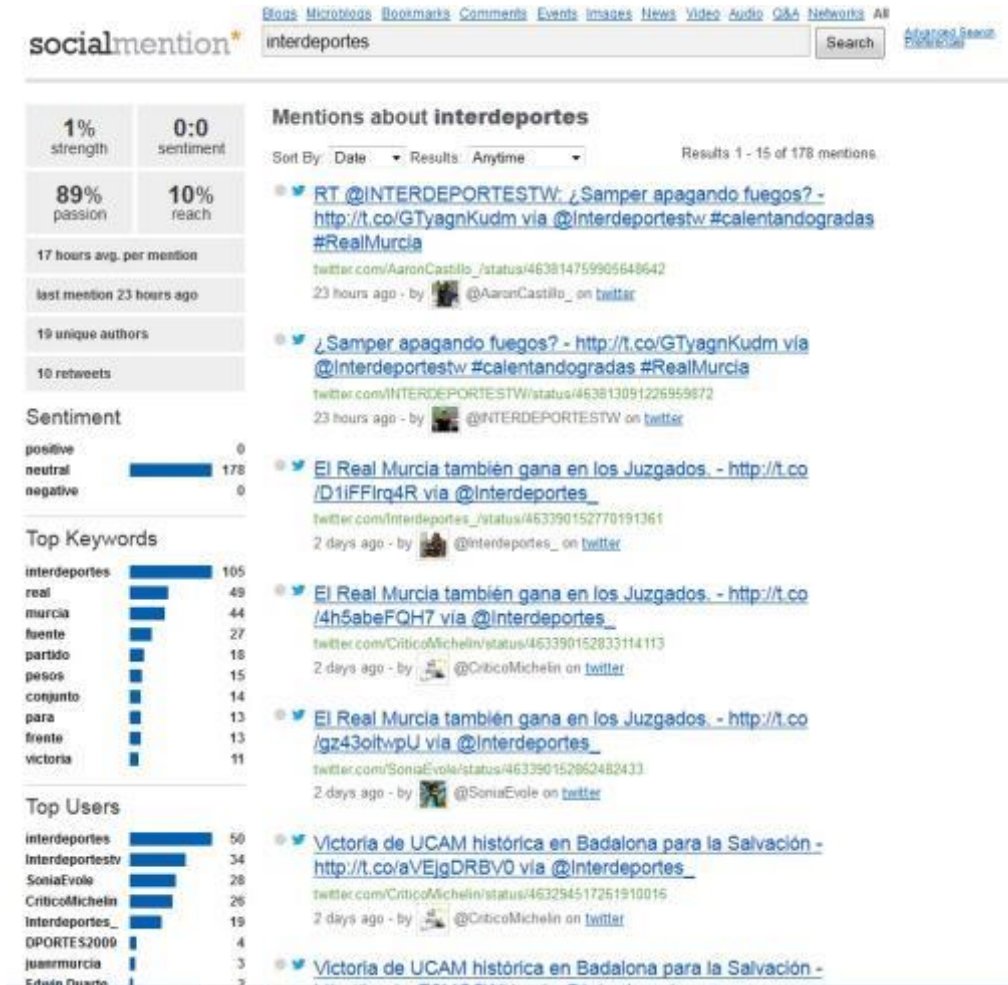 Blogs Microblogs Bookmarks Comments Events Images News Video Audio Q&A Networks All
socialmention*
interdeportes
Search
Advanced Search
Preferences
1%
strength
0:0
sentiment
89%
passion
10%
reach
17 hours avg. per mention
last mention 23 hours ago
19 unique authors
10 retweets
Sentiment
positive 0
neutral 178
negative 0
Top Keywords
interdeportes 105
real 49
murcia 44
fuente 27
partido 18
pesos 15
conjunto 14
para 13
frente 13
victoria 11
Top Users
interdeportes 50
Interdeportestv 34
SoniaEvole 28
CriticoMichelin 26
Interdeportes_ 19
DPORTES2009 4
juanrmurcia 3
Edwin Duarte
Mentions about interdeportes
Sort By: Date Results: Anytime
Results 1 - 15 of 178 mentions.
RT @INTERDEPORTESTW: ¿Samper apagando fuegos? -
http://t.co/GTyagnKudm via @Interdeportestw #calentandogradas
#RealMurcia
twitter.com/AaronCastillo_/status/463814759905648642
23 hours ago - by @AaronCastillo_ on twitter
¿Samper apagando fuegos? - http://t.co/GTyagnKudm vía
@Interdeportestw #calentandogradas #RealMurcia
twitter.com/INTERDEPORTESTW/status/463813091226959872
23 hours ago - by @INTERDEPORTESTW on twitter
El Real Murcia también gana en los Juzgados. - http://t.co
/D1iFFIrq4R vía @Interdeportes_
twitter.com/Interdeportes_/status/463390152770191361
2 days ago - by @Interdeportes_ on twitter
El Real Murcia también gana en los Juzgados. - http://t.co
/4h5abeFQH7 vía @Interdeportes_
twitter.com/CriticoMichelin/status/463390152833114113
2 days ago - by @CriticoMichelin on twitter
El Real Murcia también gana en los Juzgados. - http://t.co
/gz43oltwpU vía @Interdeportes_
twitter.com/SoniaEvole/status/463390152862482433
2 days ago - by @SoniaEvole on twitter
Victoria de UCAM histórica en Badalona para la Salvación -
http://t.co/aVEjgDRBV0 vía @Interdeportes_
twitter.com/CriticoMichelin/status/463294517261910016
2 days ago - by @CriticoMichelin on twitter
Victoria de UCAM histórica en Badalona para la Salvación -